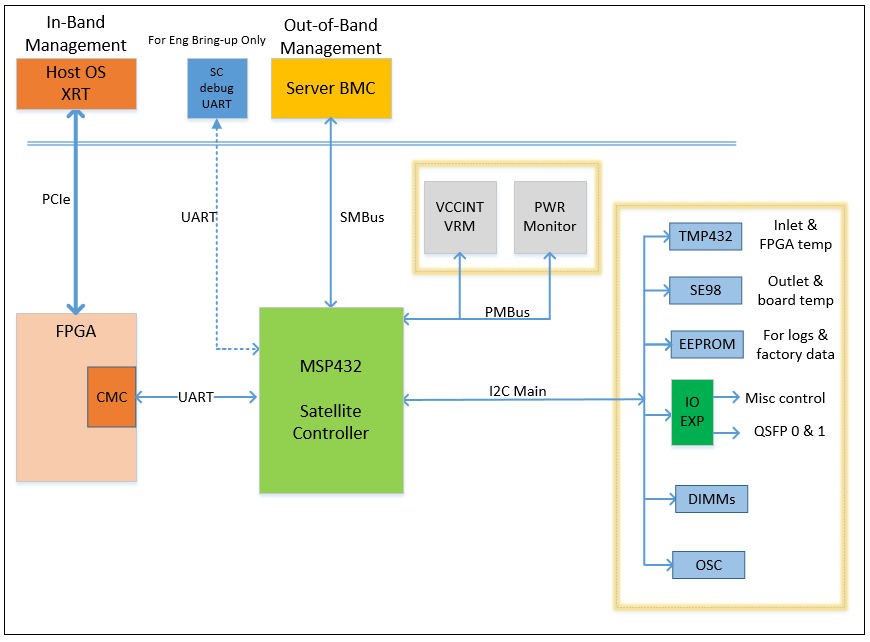 In-Band
Management
Host OS
XRT
For Eng Bring-up Only
SC
debug
UART
Out-of-Band
Management
Server BMC
PCIe
UART
SMBus
VCCINT
VRM
PWR
Monitor
PMBus
FPGA
CMC
UART
MSP432
Satellite
Controller
I2C Main
TMP432
Inlet &
FPGA temp
SE98
Outlet &
board temp
EEPROM
For logs &
factory data
IO
EXP
Misc control
QSFP 0 & 1
DIMMs
OSC